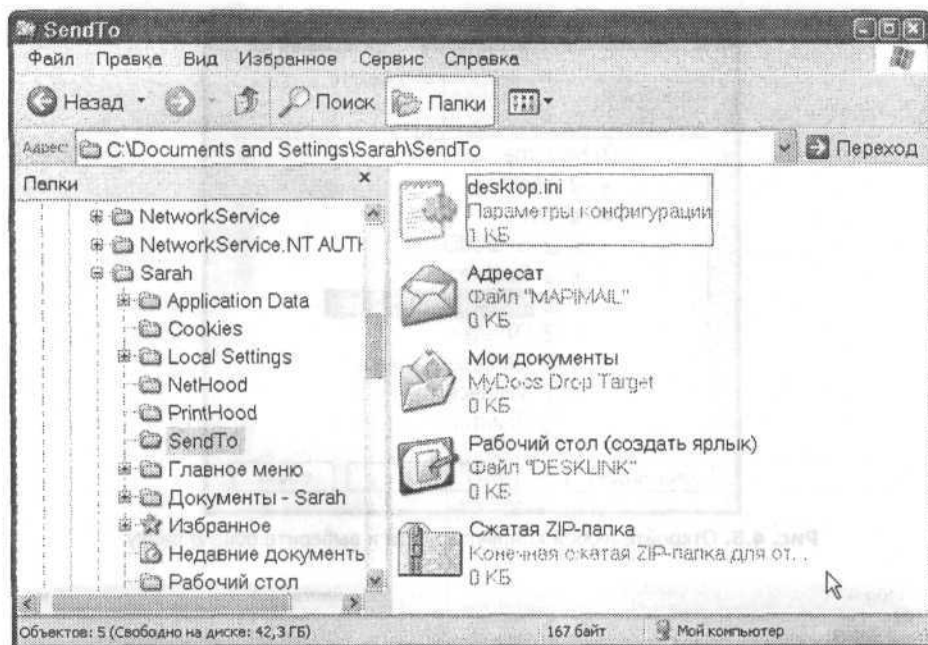 SendTo
Файл Правка Вид Избранное Сервис Справка
Назад Поиск Папки
Адрес: C:\Documents and Settings\Sarah\SendTo Переход
Папки
NetworkService
NetworkService.NT AUTH
Sarah
Application Data
Cookies
Local Settings
NetHood
PrintHood
SendTo
Главное меню
Документы - Sarah
Избранное
Недавние документы
Рабочий стол
desktop.ini
Параметры конфигурации
1 КБ
Адресат
Файл "MAPIMAIL"
0 КБ
Мои документы
MyDocs Drop Target
0 КБ
Рабочий стол (создать ярлык)
Файл "DESKLINK"
0 КБ
Сжатая ZIP-папка
Конечная сжатая ZIP-папка для от...
0 КБ
Объектов: 5 (Свободно на диске: 42,3 ГБ) 167 байт Мой компьютер